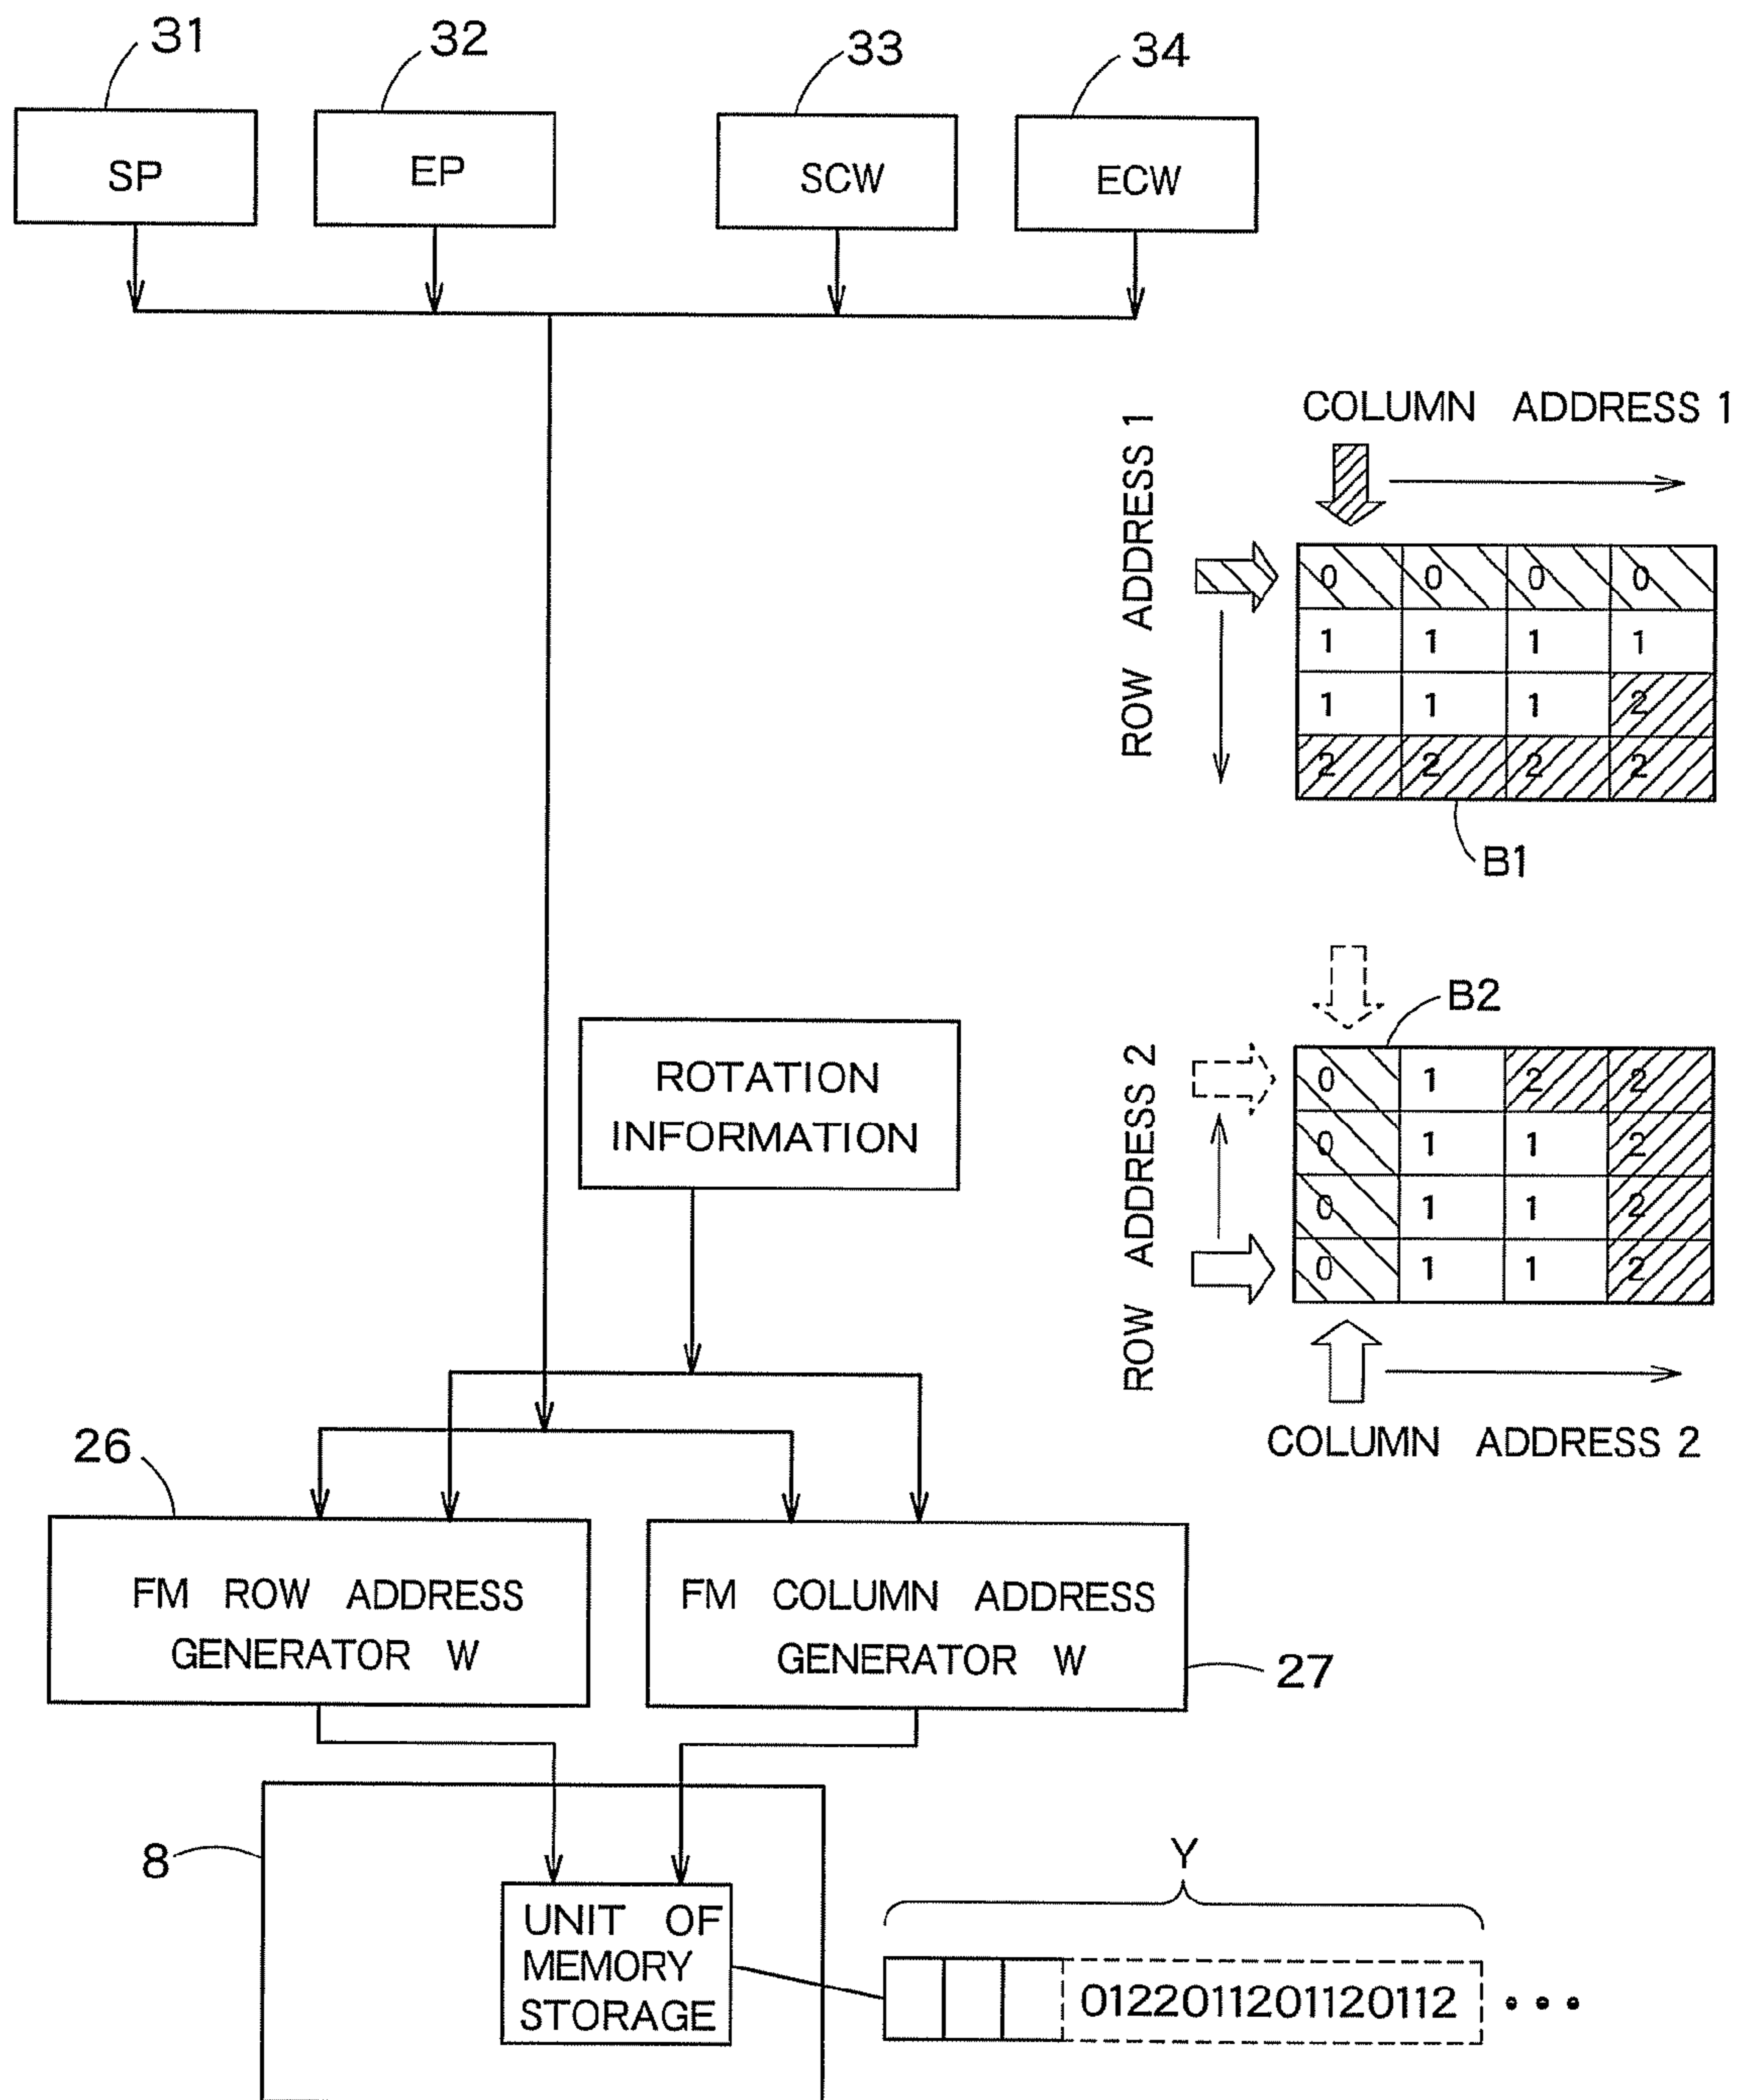 31
32
33
34
SP
EP
SCW
ECW
COLUMN ADDRESS 1
ROW ADDRESS 1
0 0 0 0
1 1 1 1
1 1 1 2
2 2 2 2
B1
B2
ROW ADDRESS 2
0 1 2 2
0 1 1 2
0 1 1 2
0 1 1 2
COLUMN ADDRESS 2
ROTATION
INFORMATION
26
FM ROW ADDRESS
GENERATOR W
FM COLUMN ADDRESS
GENERATOR W
27
8
UNIT OF
MEMORY
STORAGE
Y
0122011201120112 • • •